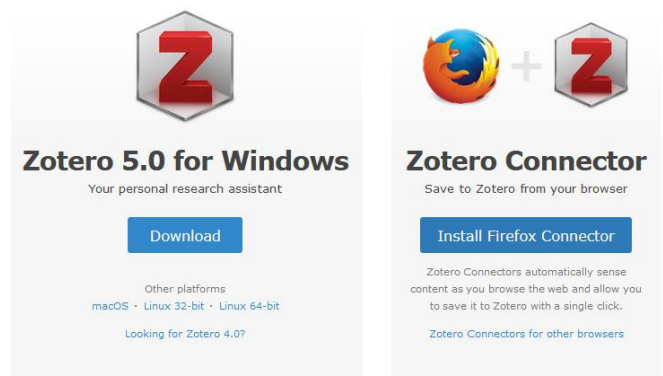 Z
Zotero 5.0 for Windows
Your personal research assistant
Download
Other platforms
macOS · Linux 32-bit · Linux 64-bit
Looking for Zotero 4.0?
+ Z
Zotero Connector
Save to Zotero from your browser
Install Firefox Connector
Zotero Connectors automatically sense
content as you browse the web and allow you
to save it to Zotero with a single click.
Zotero Connectors for other browsers